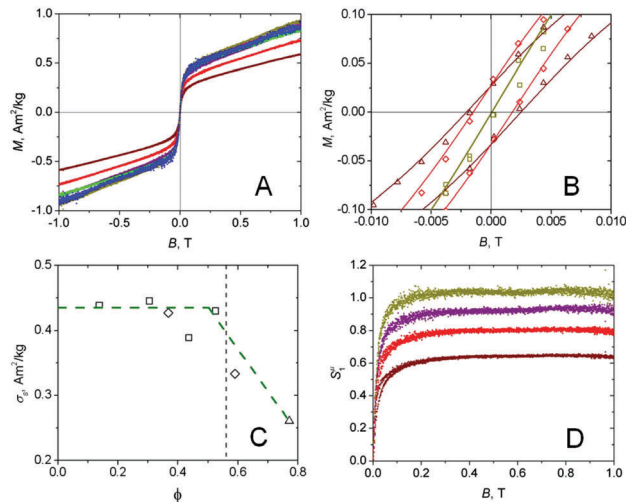 M, Am²/kg
1.0
0.5
0.0
-0.5
-1.0
A
-1.0 -0.5 0.0 0.5 1.0
B, T
M, Am²/kg
0.10
0.05
0.00
-0.05
-0.10
B
-0.010 -0.005 0.000 0.005 0.010
B, T
σₛ, Am²/kg
0.5
0.4
0.3
0.2
C
0.0 0.2 0.4 0.6 0.8
ϕ
S₁ᵘ
1.2
1.0
0.8
0.6
0.4
0.2
0.0
D
0.0 0.2 0.4 0.6 0.8 1.0
B, T